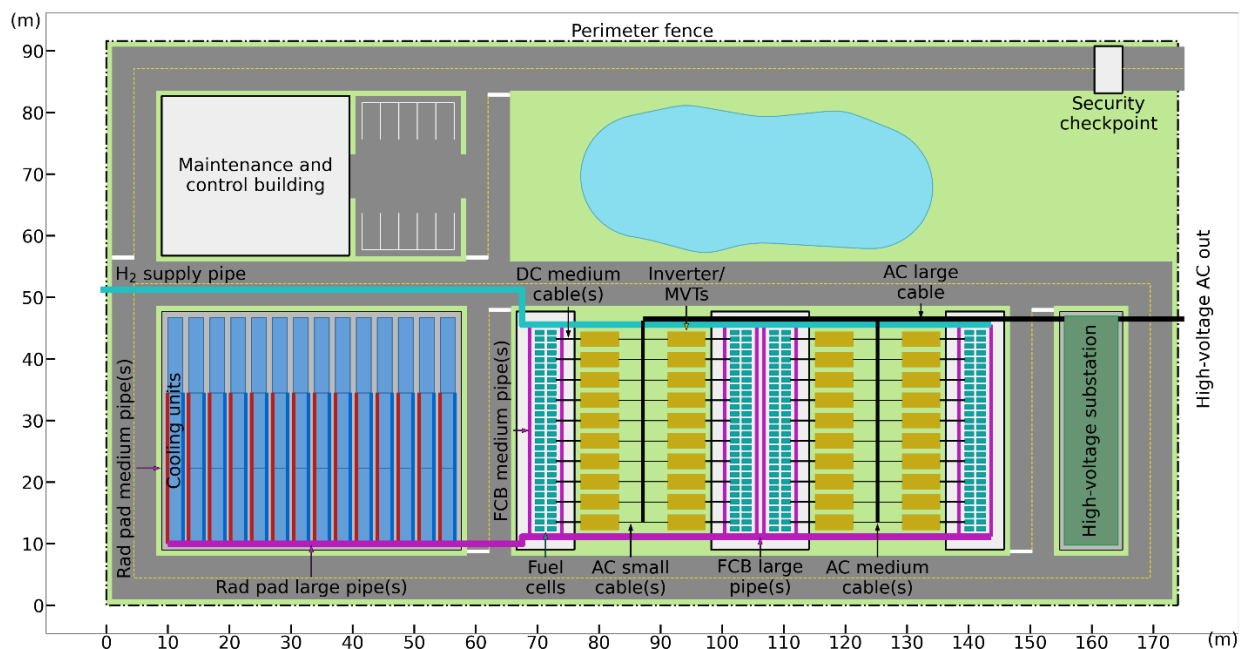 (m)
Perimeter fence
90
80
70
60
50
40
30
20
10
0
Security
checkpoint
Maintenance and
control building
H₂ supply pipe
DC medium
cable(s)
Inverter/
MVTs
AC large
cable
High-voltage AC out
Rad pad medium pipe(s)
Cooling units
FCB medium pipe(s)
High-voltage substation
Rad pad large pipe(s)
Fuel
cells
AC small
cable(s)
FCB large
pipe(s)
AC medium
cable(s)
0 10 20 30 40 50 60 70 80 90 100 110 120 130 140 150 160 170 (m)